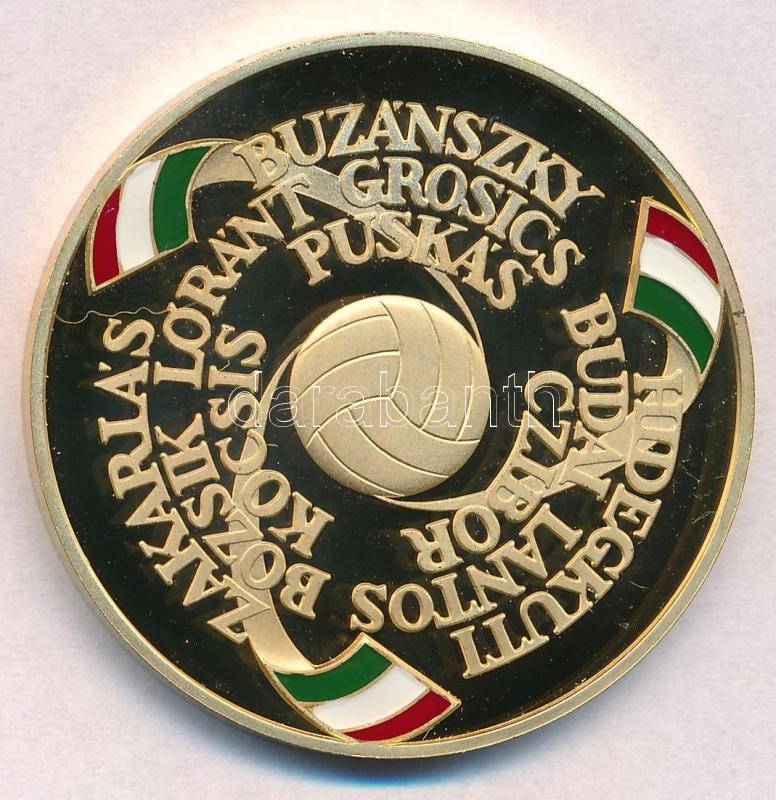 BUZÁNSZKY
LÓRÁNT GROSICS
PUSKÁS
HIDEGKUTI
BUDAI LANTOS
CZIBOR
ZAKARIÁS
BOZSIK
KOCSIS
darabanth